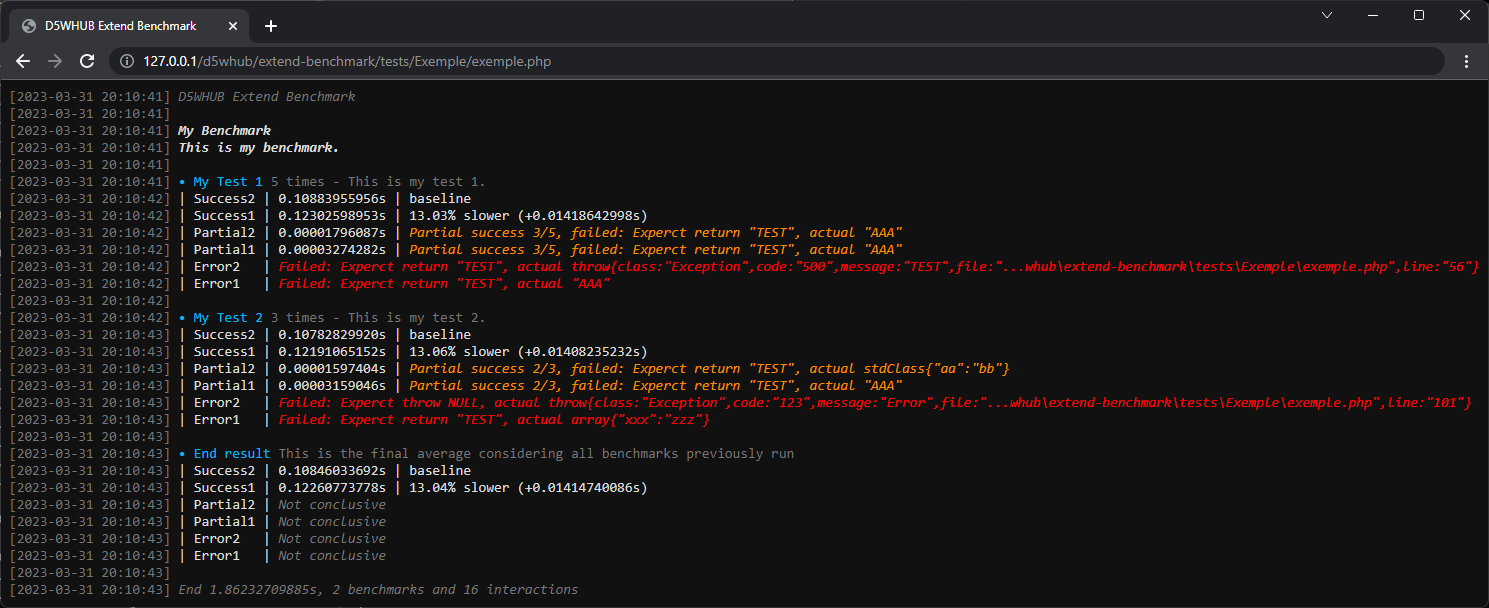 D5WHUB Extend Benchmark
127.0.0.1/d5whub/extend-benchmark/tests/Exemple/exemple.php
[2023-03-31 20:10:41] D5WHUB Extend Benchmark
[2023-03-31 20:10:41]
[2023-03-31 20:10:41] My Benchmark
[2023-03-31 20:10:41] This is my benchmark.
[2023-03-31 20:10:41]
[2023-03-31 20:10:41] • My Test 1 5 times - This is my test 1.
[2023-03-31 20:10:42] | Success2 | 0.10883955956s | baseline
[2023-03-31 20:10:42] | Success1 | 0.12302598953s | 13.03% slower (+0.01418642998s)
[2023-03-31 20:10:42] | Partial2 | 0.00001796087s | Partial success 3/5, failed: Experct return "TEST", actual "AAA"
[2023-03-31 20:10:42] | Partial1 | 0.00003274282s | Partial success 3/5, failed: Experct return "TEST", actual "AAA"
[2023-03-31 20:10:42] | Error2 | Failed: Experct return "TEST", actual throw{class:"Exception",code:"500",message:"TEST",file:"...whub\extend-benchmark\tests\Exemple\exemple.php",line:"56"}
[2023-03-31 20:10:42] | Error1 | Failed: Experct return "TEST", actual "AAA"
[2023-03-31 20:10:42]
[2023-03-31 20:10:42] • My Test 2 3 times - This is my test 2.
[2023-03-31 20:10:43] | Success2 | 0.10782829920s | baseline
[2023-03-31 20:10:43] | Success1 | 0.12191065152s | 13.06% slower (+0.01408235232s)
[2023-03-31 20:10:43] | Partial2 | 0.00001597404s | Partial success 2/3, failed: Experct return "TEST", actual stdClass{"aa":"bb"}
[2023-03-31 20:10:43] | Partial1 | 0.00003159046s | Partial success 2/3, failed: Experct return "TEST", actual "AAA"
[2023-03-31 20:10:43] | Error2 | Failed: Experct throw NULL, actual throw{class:"Exception",code:"123",message:"Error",file:"...whub\extend-benchmark\tests\Exemple\exemple.php",line:"101"}
[2023-03-31 20:10:43] | Error1 | Failed: Experct return "TEST", actual array{"xxx":"zzz"}
[2023-03-31 20:10:43]
[2023-03-31 20:10:43] • End result This is the final average considering all benchmarks previously run
[2023-03-31 20:10:43] | Success2 | 0.10846033692s | baseline
[2023-03-31 20:10:43] | Success1 | 0.12260773778s | 13.04% slower (+0.01414740086s)
[2023-03-31 20:10:43] | Partial2 | Not conclusive
[2023-03-31 20:10:43] | Partial1 | Not conclusive
[2023-03-31 20:10:43] | Error2 | Not conclusive
[2023-03-31 20:10:43] | Error1 | Not conclusive
[2023-03-31 20:10:43]
[2023-03-31 20:10:43] End 1.86232709885s, 2 benchmarks and 16 interactions